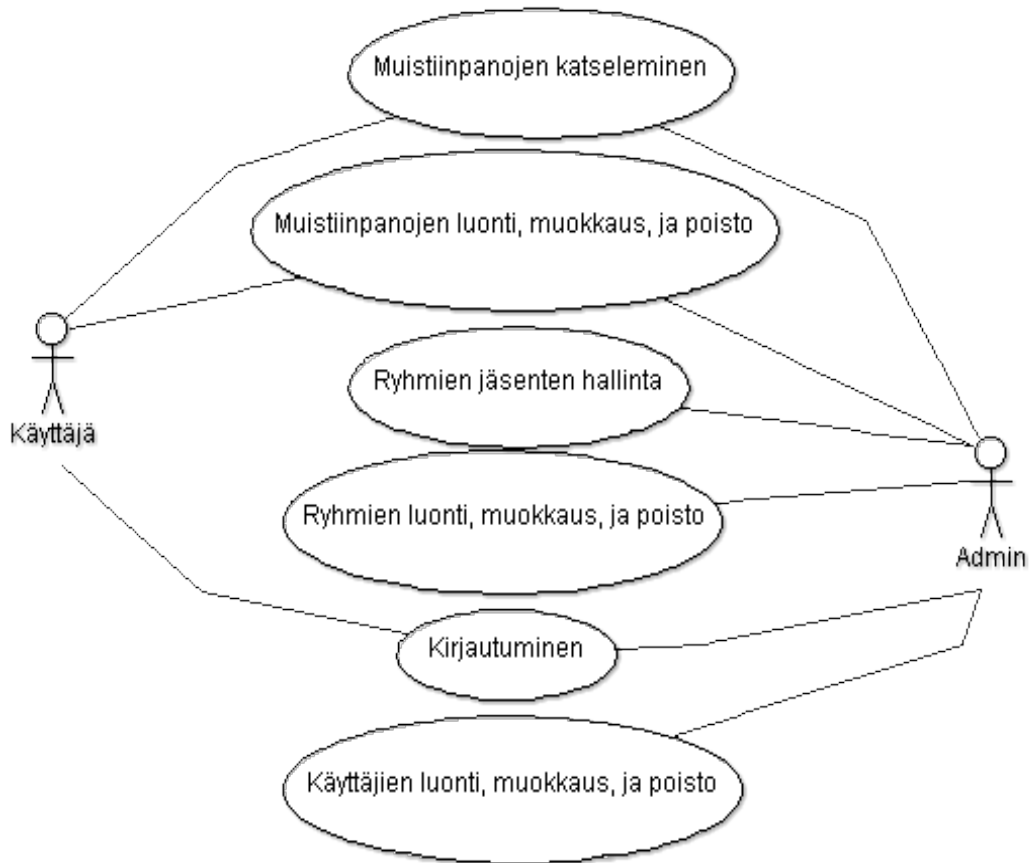 Muistiinpanojen katseleminen
Muistiinpanojen luonti, muokkaus, ja poisto
Ryhmien jäsenten hallinta
Käyttäjä
Ryhmien luonti, muokkaus, ja poisto
Admin
Kirjautuminen
Käyttäjien luonti, muokkaus, ja poisto